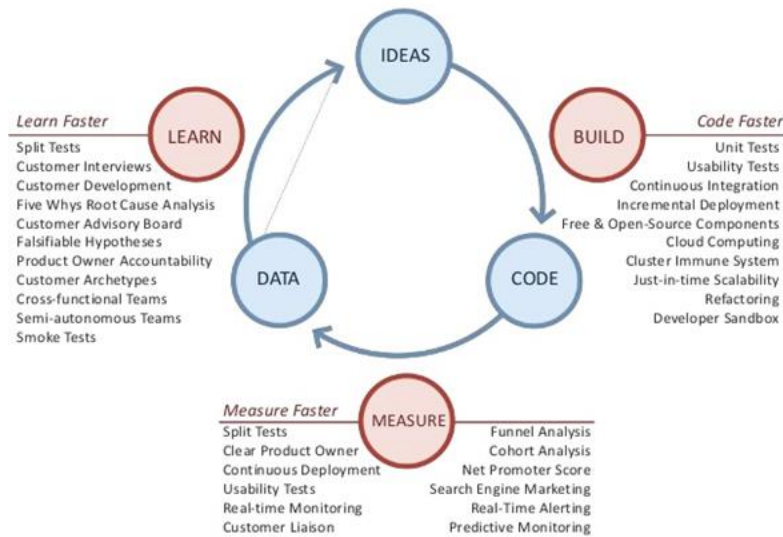 IDEAS
Learn Faster
LEARN
Split Tests
Customer Interviews
Customer Development
Five Whys Root Cause Analysis
Customer Advisory Board
Falsifiable Hypotheses
Product Owner Accountability
Customer Archetypes
Cross-functional Teams
Semi-autonomous Teams
Smoke Tests
BUILD
Code Faster
Unit Tests
Usability Tests
Continuous Integration
Incremental Deployment
Free & Open-Source Components
Cloud Computing
Cluster Immune System
Just-in-time Scalability
Refactoring
Developer Sandbox
DATA
CODE
Measure Faster
MEASURE
Split Tests
Clear Product Owner
Continuous Deployment
Usability Tests
Real-time Monitoring
Customer Liaison
Funnel Analysis
Cohort Analysis
Net Promoter Score
Search Engine Marketing
Real-Time Alerting
Predictive Monitoring